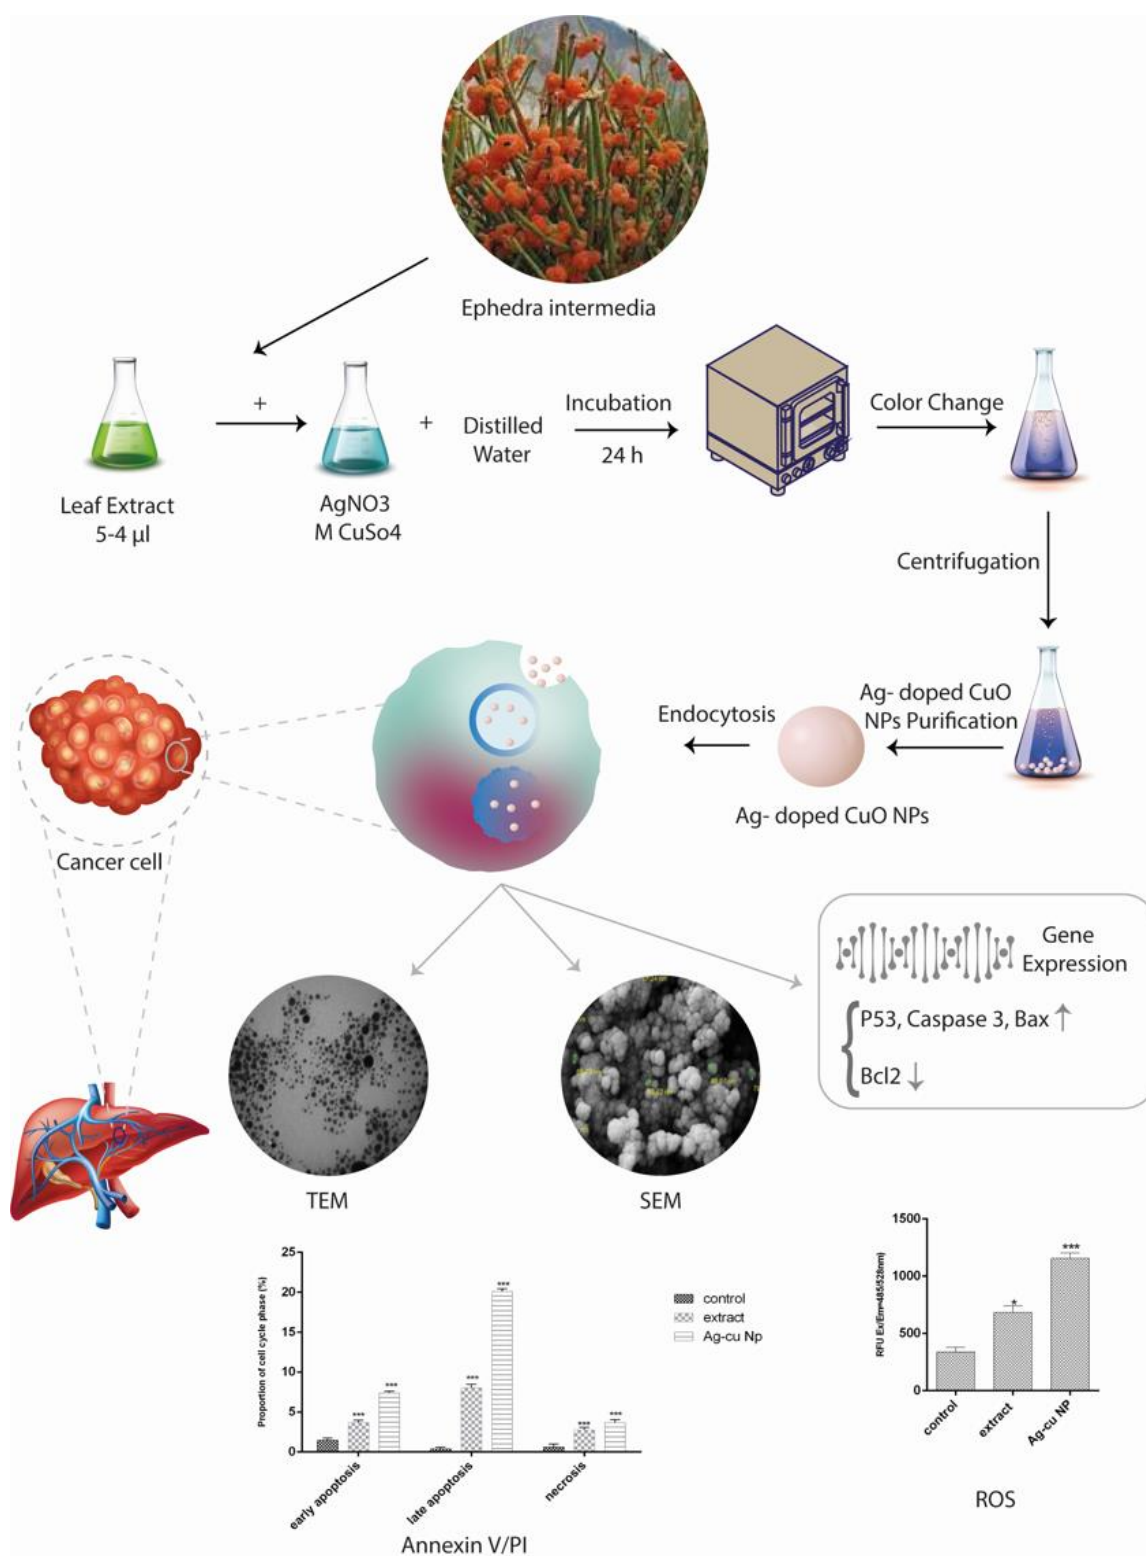 Ephedra intermedia
+
Leaf Extract
5-4 µl
AgNO3
M CuSo4
+
Distilled
Water
Incubation
24 h
Color Change
Centrifugation
Ag- doped CuO
NPs Purification
Endocytosis
Ag- doped CuO NPs
Cancer cell
Gene
Expression
P53, Caspase 3, Bax ↑
Bcl2 ↓
TEM
SEM
Proportion of cell cycle phase (%)
25
20
15
10
5
0
***
***
***
***
***
***
early apoptosis
late apoptosis
necrosis
control
extract
Ag-cu Np
Annexin V/PI
RFU Ex/Em=485/528nm)
1500
1000
500
0
*
***
control
extract
Ag-cu NP
ROS